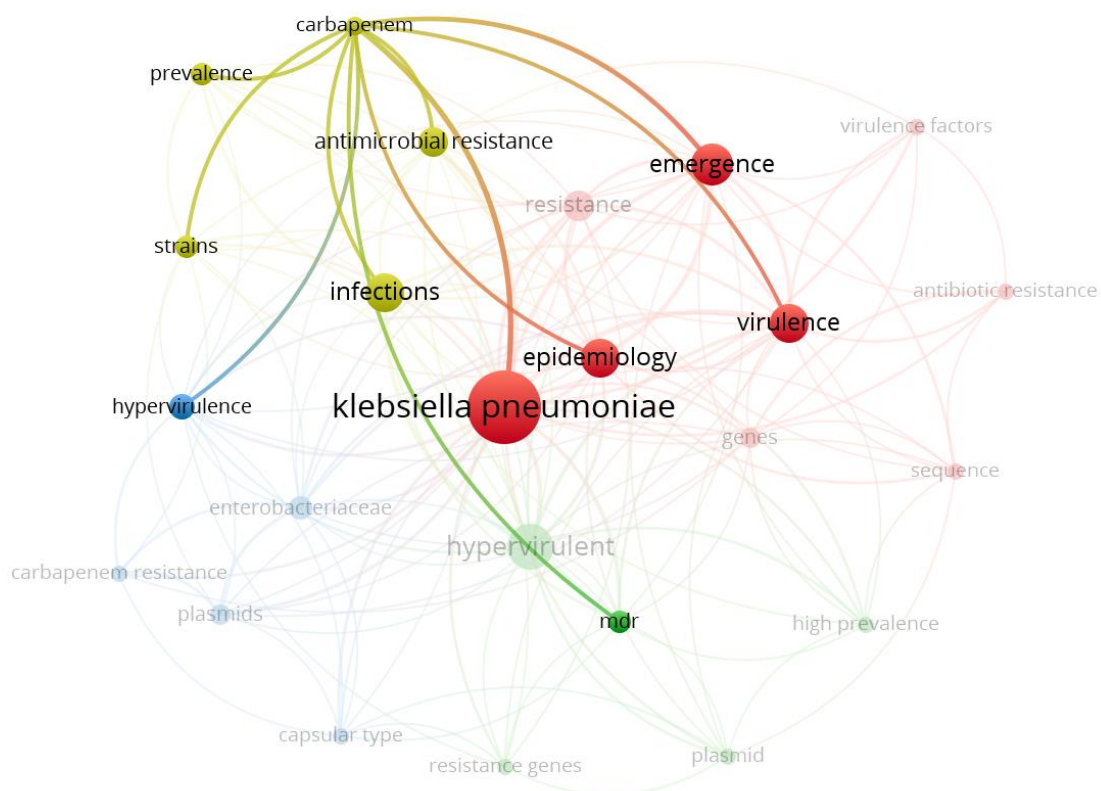 carbapenem
prevalence
virulence factors
antimicrobial resistance
emergence
resistance
strains
infections
antibiotic resistance
virulence
epidemiology
hypervirulence
klebsiella pneumoniae
genes
sequence
enterobacteriaceae
hypervirulent
carbapenem resistance
plasmids
mdr
high prevalence
capsular type
plasmid
resistance genes